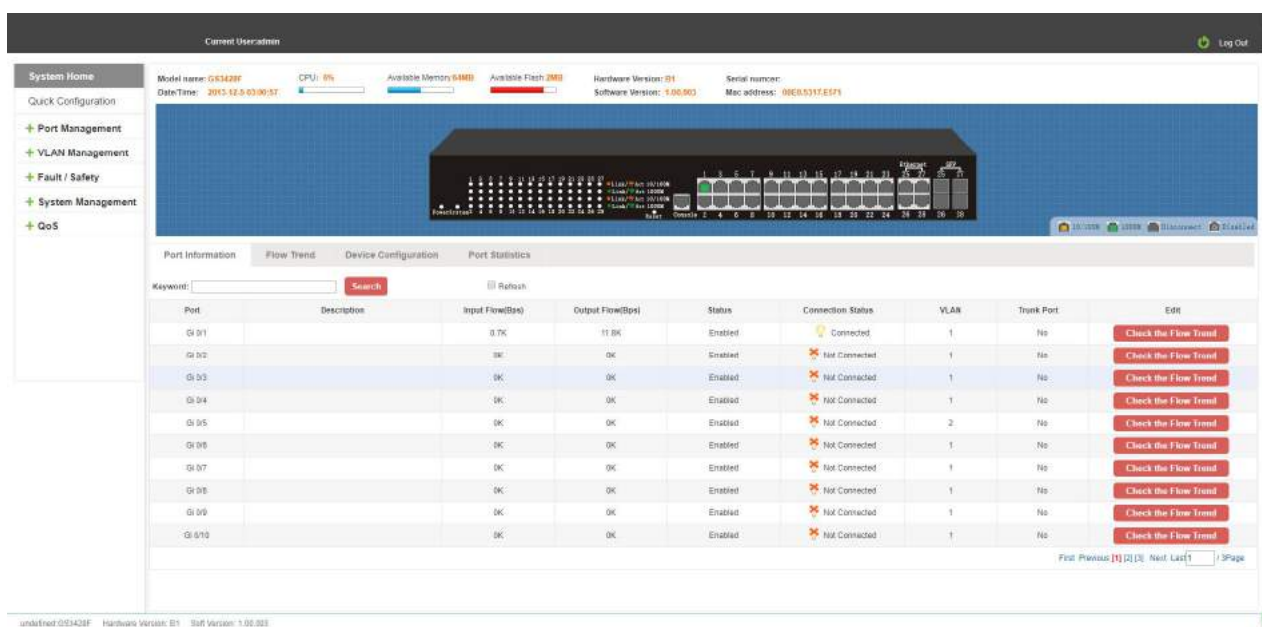 Current User:admin
Log Out
System Home
Quick Configuration
+ Port Management
+ VLAN Management
+ Fault / Safety
+ System Management
+ QoS
Model name: GS3428F CPU: 6% Available Memory 64MB Available Flash 2MB Hardware Version: B1 Serial numcer:
Date/Time: 2013-12-5 03:00:57 Software Version: 1.00.003 Mac address:
Ethernet SFP
Console
10/100M 1000M Disconnect Disabled
Port Information Flow Trend Device Configuration Port Statistics
Keyword: Search Refresh
Port Description Input Flow(Bps) Output Flow(Bps) Status Connection Status VLAN Trunk Port Edit
Gi 0/1 0.7K 11.8K Enabled Connected 1 No Check the Flow Trend
Gi 0/2 0K 0K Enabled Not Connected 1 No Check the Flow Trend
Gi 0/3 0K 0K Enabled Not Connected 1 No Check the Flow Trend
Gi 0/4 0K 0K Enabled Not Connected 1 No Check the Flow Trend
Gi 0/5 0K 0K Enabled Not Connected 2 No Check the Flow Trend
Gi 0/6 0K 0K Enabled Not Connected 1 No Check the Flow Trend
Gi 0/7 0K 0K Enabled Not Connected 1 No Check the Flow Trend
Gi 0/8 0K 0K Enabled Not Connected 1 No Check the Flow Trend
Gi 0/9 0K 0K Enabled Not Connected 1 No Check the Flow Trend
Gi 0/10 0K 0K Enabled Not Connected 1 No Check the Flow Trend
First Previous [1] [2] [3] Next Last 1 / 3Page
undefined:GS3428F Hardware Version: B1 Soft Version: 1.00.003